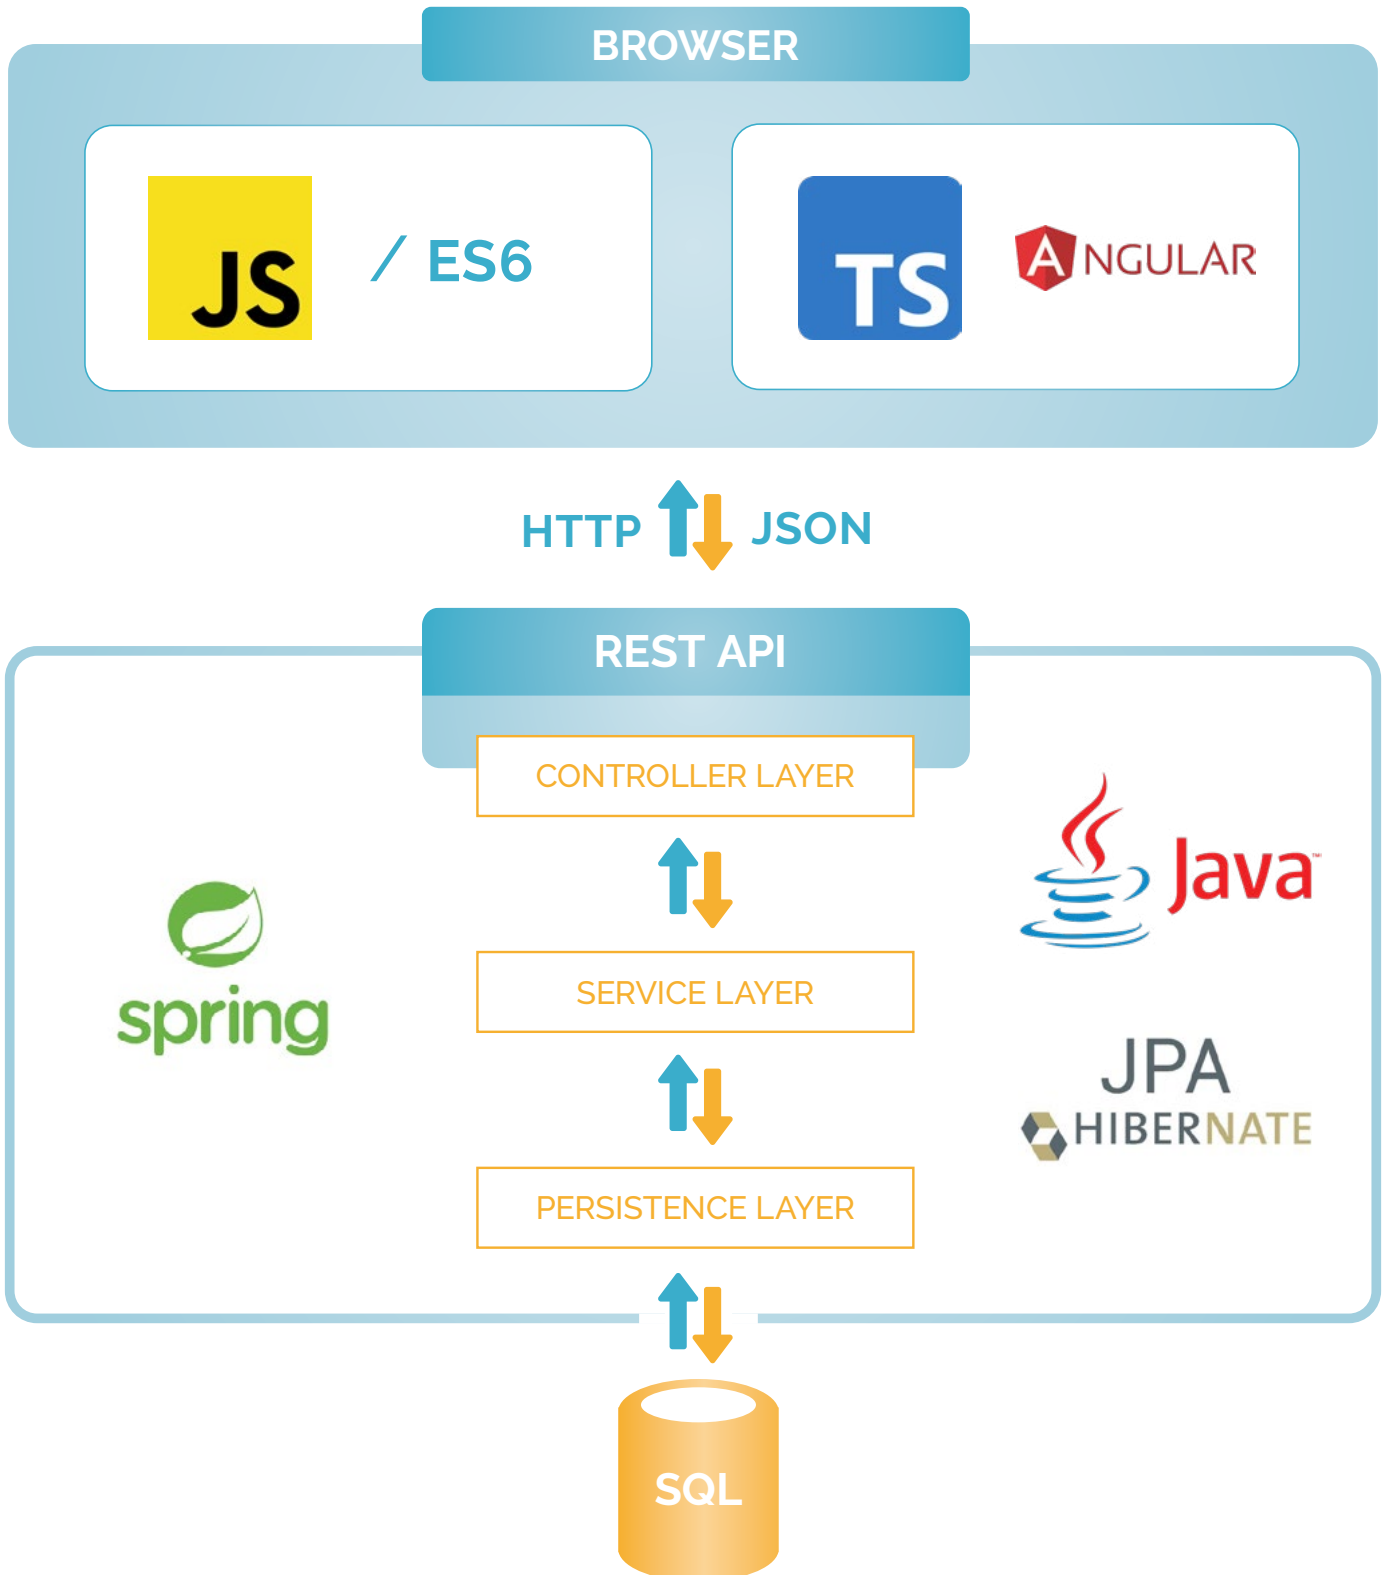 BROWSER
JS / ES6
TS ANGULAR
HTTP JSON
REST API
CONTROLLER LAYER
Java™
SERVICE LAYER
spring
JPA
HIBERNATE
PERSISTENCE LAYER
SQL